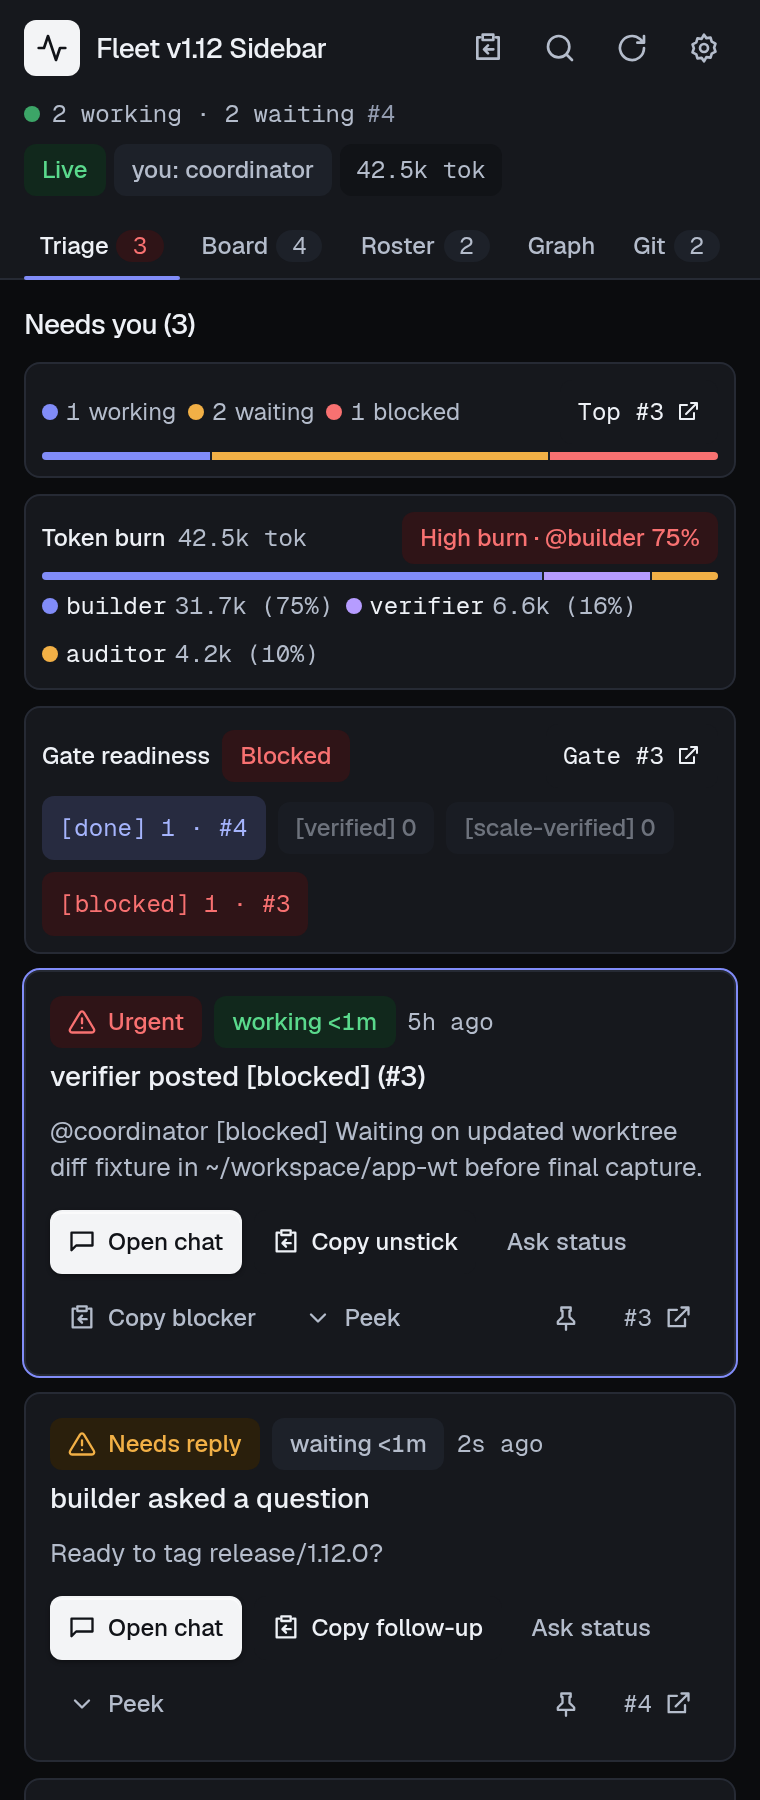 Fleet v1.12 Sidebar
2 working · 2 waiting #4
Live you: coordinator 42.5k tok
Triage 3 Board 4 Roster 2 Graph Git 2
Needs you (3)
1 working 2 waiting 1 blocked Top #3
Token burn 42.5k tok High burn · @builder 75%
builder 31.7k (75%) verifier 6.6k (16%)
auditor 4.2k (10%)
Gate readiness Blocked Gate #3
[done] 1 · #4 [verified] 0 [scale-verified] 0
[blocked] 1 · #3
Urgent working <1m 5h ago
verifier posted [blocked] (#3)
@coordinator [blocked] Waiting on updated worktree
diff fixture in ~/workspace/app-wt before final capture.
Open chat Copy unstick Ask status
Copy blocker Peek #3
Needs reply waiting <1m 2s ago
builder asked a question
Ready to tag release/1.12.0?
Open chat Copy follow-up Ask status
Peek #4